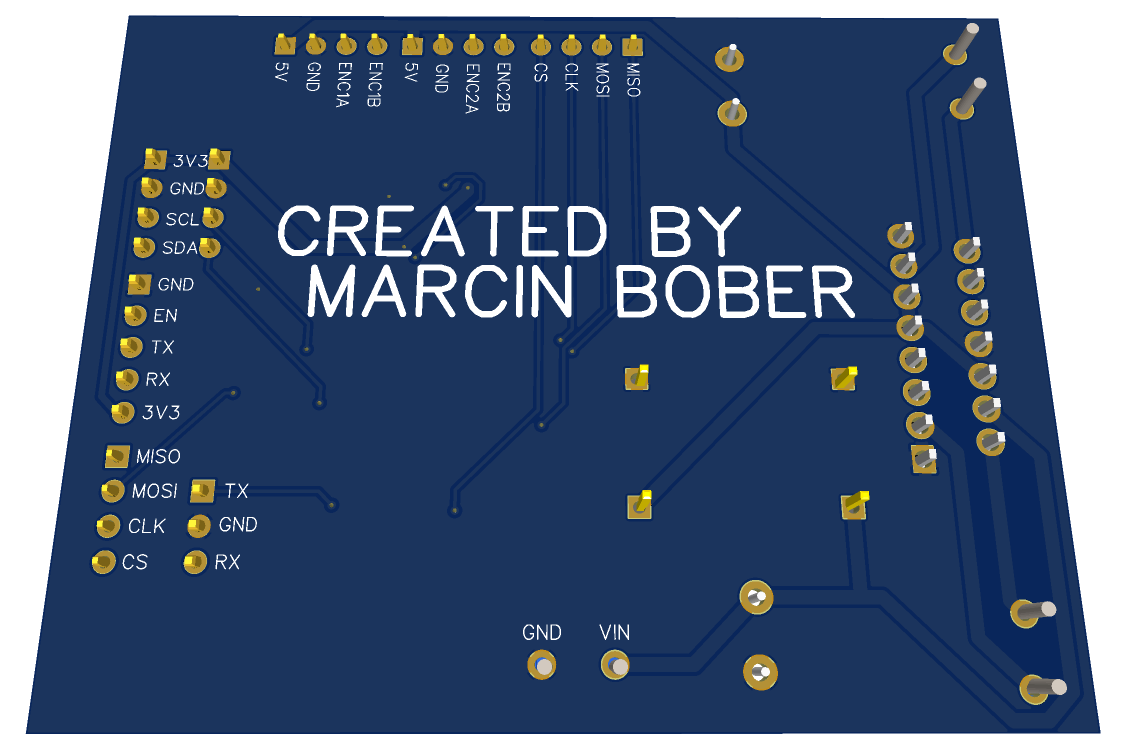 5V GND ENC1A ENC1B 5V GND ENC2A ENC2B CS CLK MOSI MISO
3V3
GND
SCL
SDA
CREATED BY
MARCIN BOBER
GND
EN
TX
RX
3V3
MISO
MOSI TX
CLK GND
CS RX
GND VIN